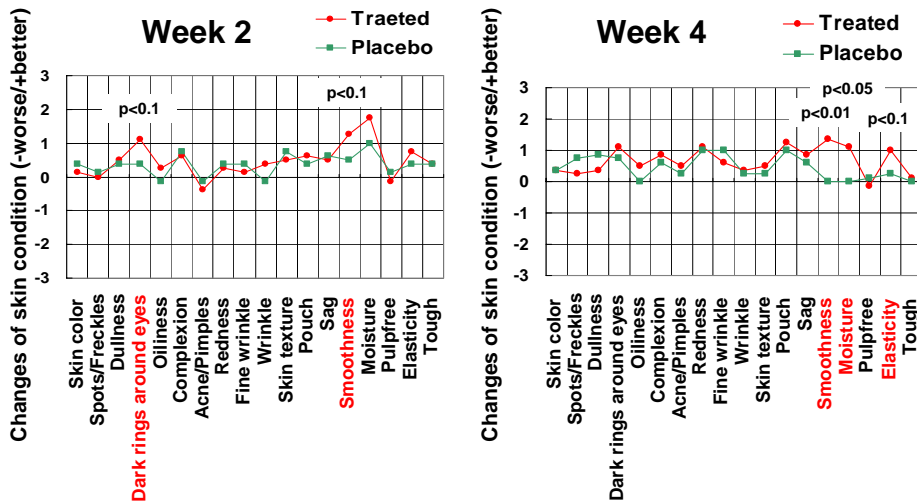 Week 2
Traeted
Placebo
Changes of skin condition (-worse/+better)
3
2
1
0
-1
-2
-3
p<0.1
p<0.1
Skin color
Spots/Freckles
Dullness
Dark rings around eyes
Oiliness
Complexion
Acne/Pimples
Redness
Fine wrinkle
Wrinkle
Skin texture
Pouch
Sag
Smoothness
Moisture
Pulpfree
Elasticity
Tough
Week 4
Treated
Placebo
Changes of skin condition (-worse/+better)
3
2
1
0
-1
-2
-3
p<0.05
p<0.01
p<0.1
Skin color
Spots/Freckles
Dullness
Dark rings around eyes
Oiliness
Complexion
Acne/Pimples
Redness
Fine wrinkle
Wrinkle
Skin texture
Pouch
Sag
Smoothness
Moisture
Pulpfree
Elasticity
Tough